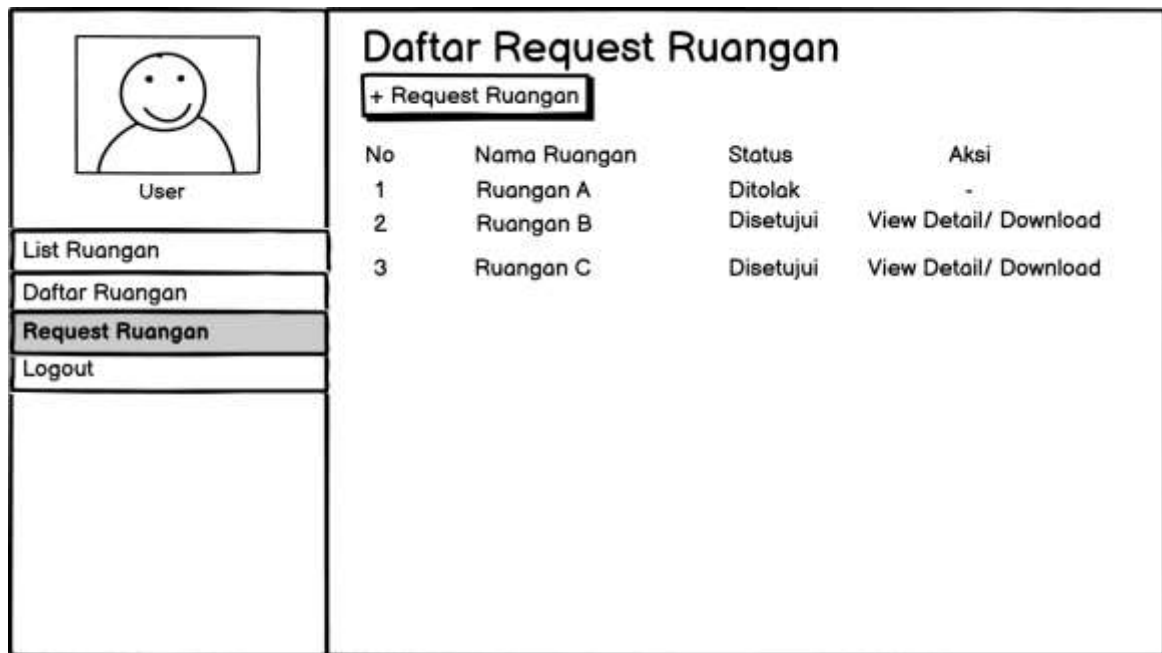 User
List Ruangan
Daftar Ruangan
Request Ruangan
Logout
Daftar Request Ruangan
+ Request Ruangan
No Nama Ruangan Status Aksi
1 Ruangan A Ditolak -
2 Ruangan B Disetujui View Detail/ Download
3 Ruangan C Disetujui View Detail/ Download